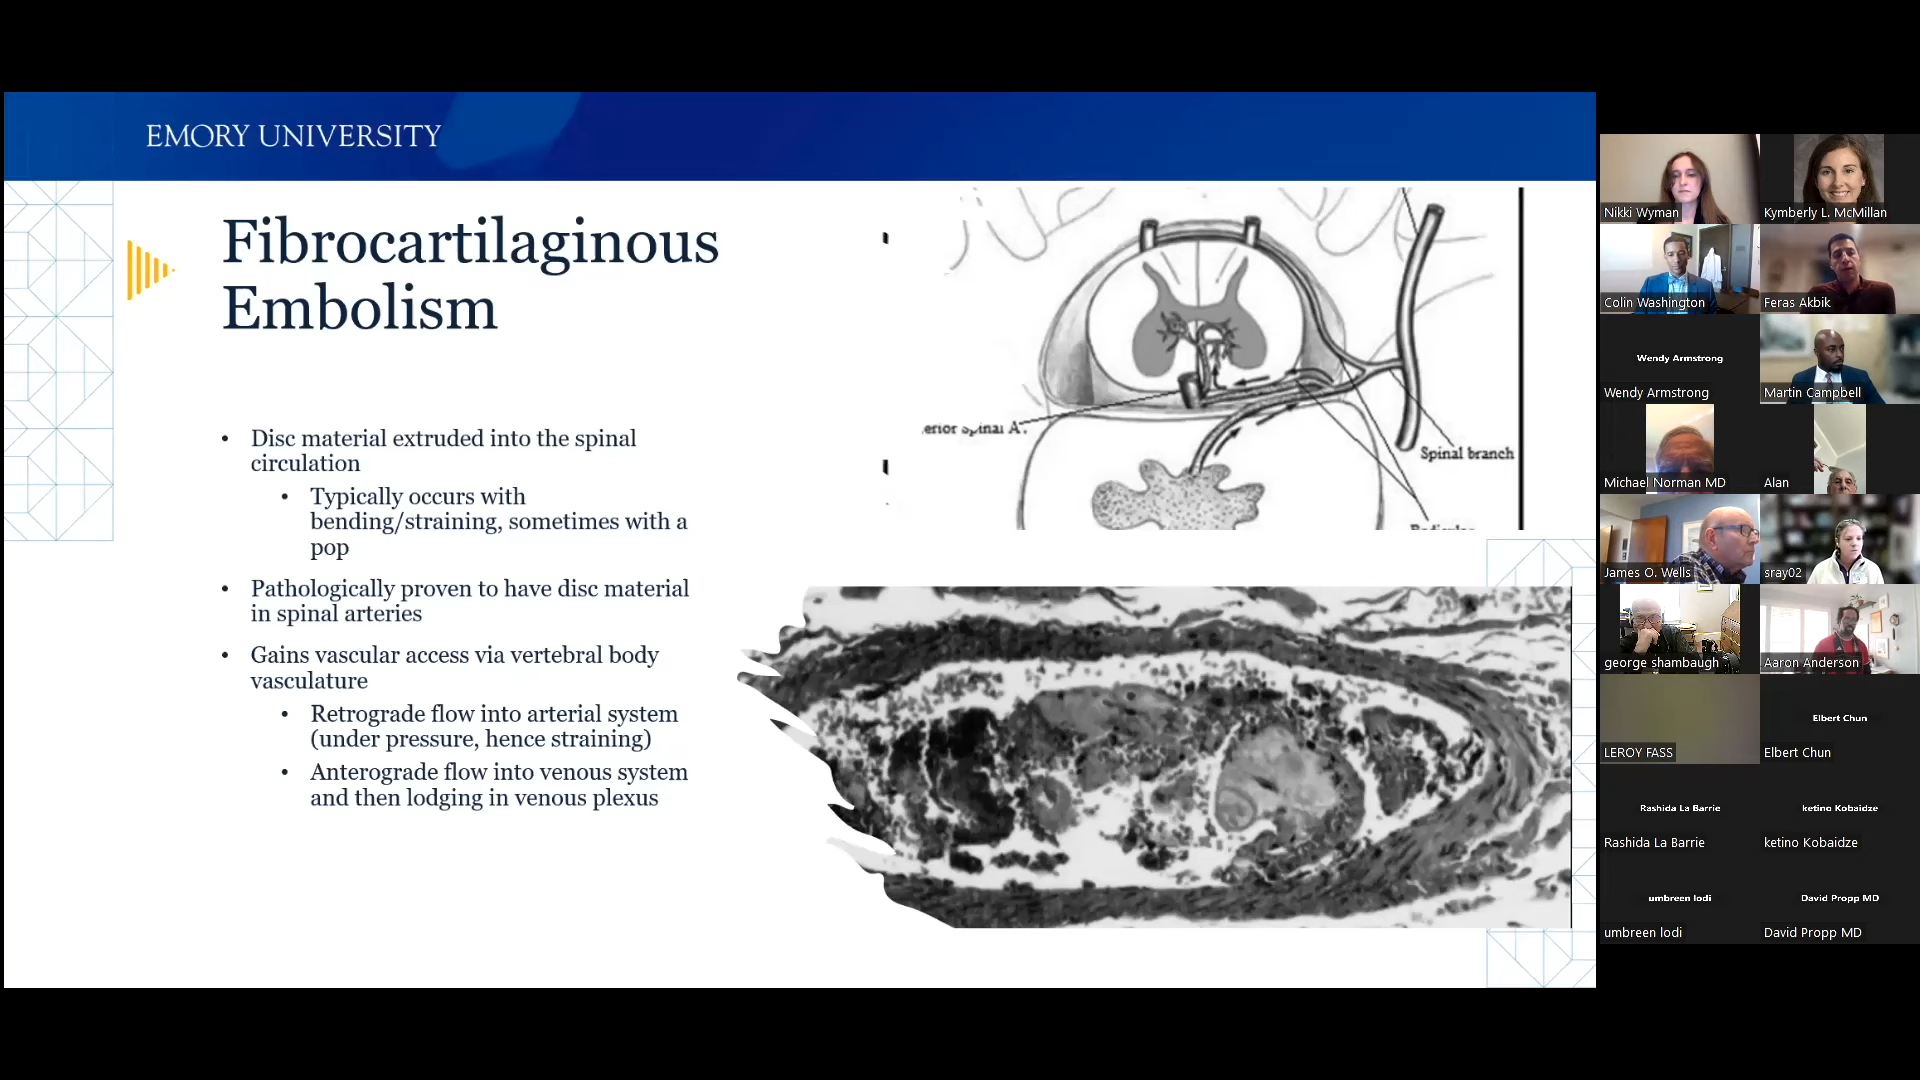 EMORY UNIVERSITY
Fibrocartilaginous
Embolism
• Disc material extruded into the spinal
circulation
• Typically occurs with
bending/straining, sometimes with a
pop
• Pathologically proven to have disc material
in spinal arteries
• Gains vascular access via vertebral body
vasculature
• Retrograde flow into arterial system
(under pressure, hence straining)
• Anterograde flow into venous system
and then lodging in venous plexus
erior Spinal A.
Spinal branch
Nikki Wyman
Kymberly L. McMillan
Colin Washington
Feras Akbik
Wendy Armstrong
Wendy Armstrong
Martin Campbell
Michael Norman MD
Alan
James O. Wells
sray02
george shambaugh
Aaron Anderson
LEROY FASS
Elbert Chun
Elbert Chun
Rashida La Barrie
Rashida La Barrie
ketino Kobaidze
ketino Kobaidze
umbreen lodi
umbreen lodi
David Propp MD
David Propp MD